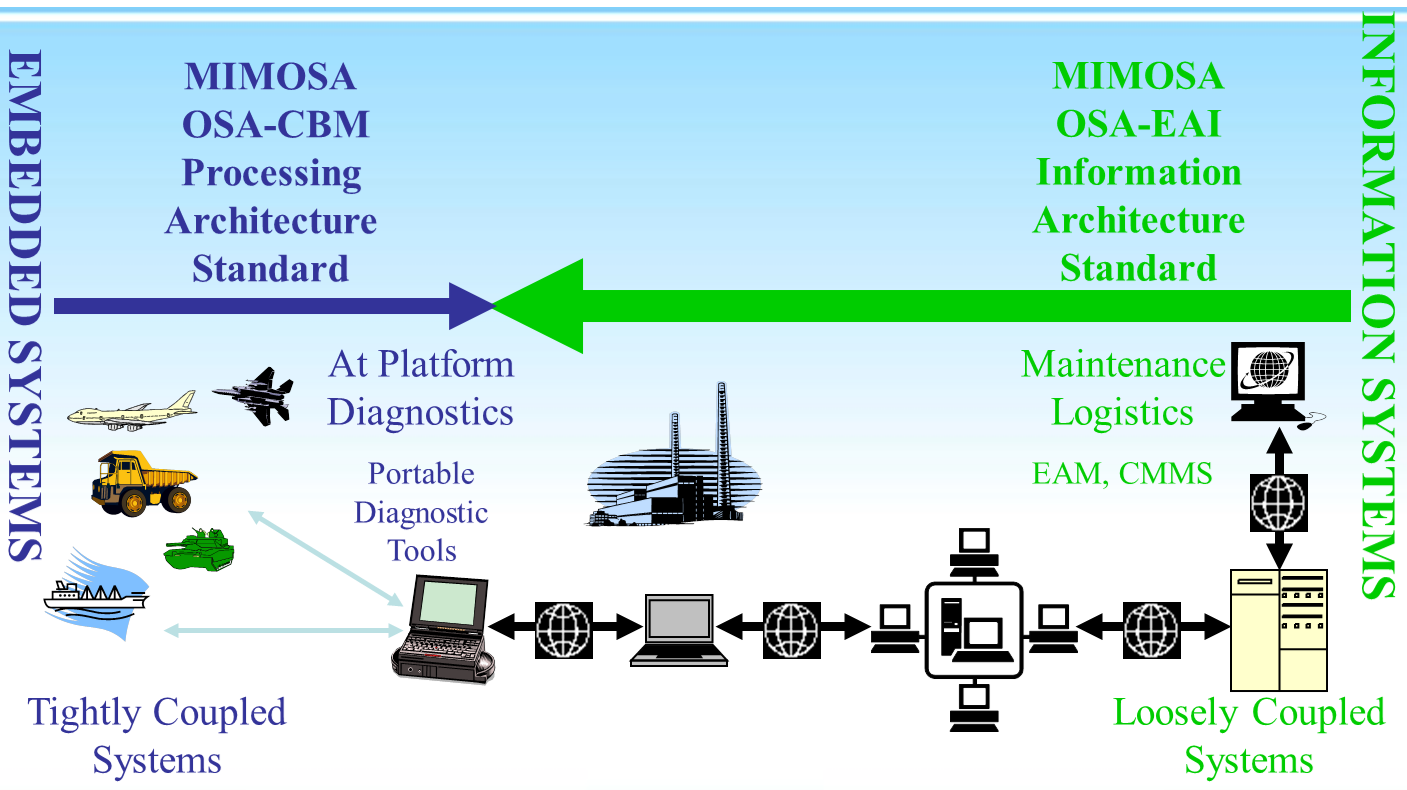 EMBEDDED SYSTEMS
MIMOSA
OSA-CBM
Processing
Architecture
Standard
MIMOSA
OSA-EAI
Information
Architecture
Standard
INFORMATION SYSTEMS
At Platform
Diagnostics
Portable
Diagnostic
Tools
Maintenance
Logistics
EAM, CMMS
Tightly Coupled
Systems
Loosely Coupled
Systems